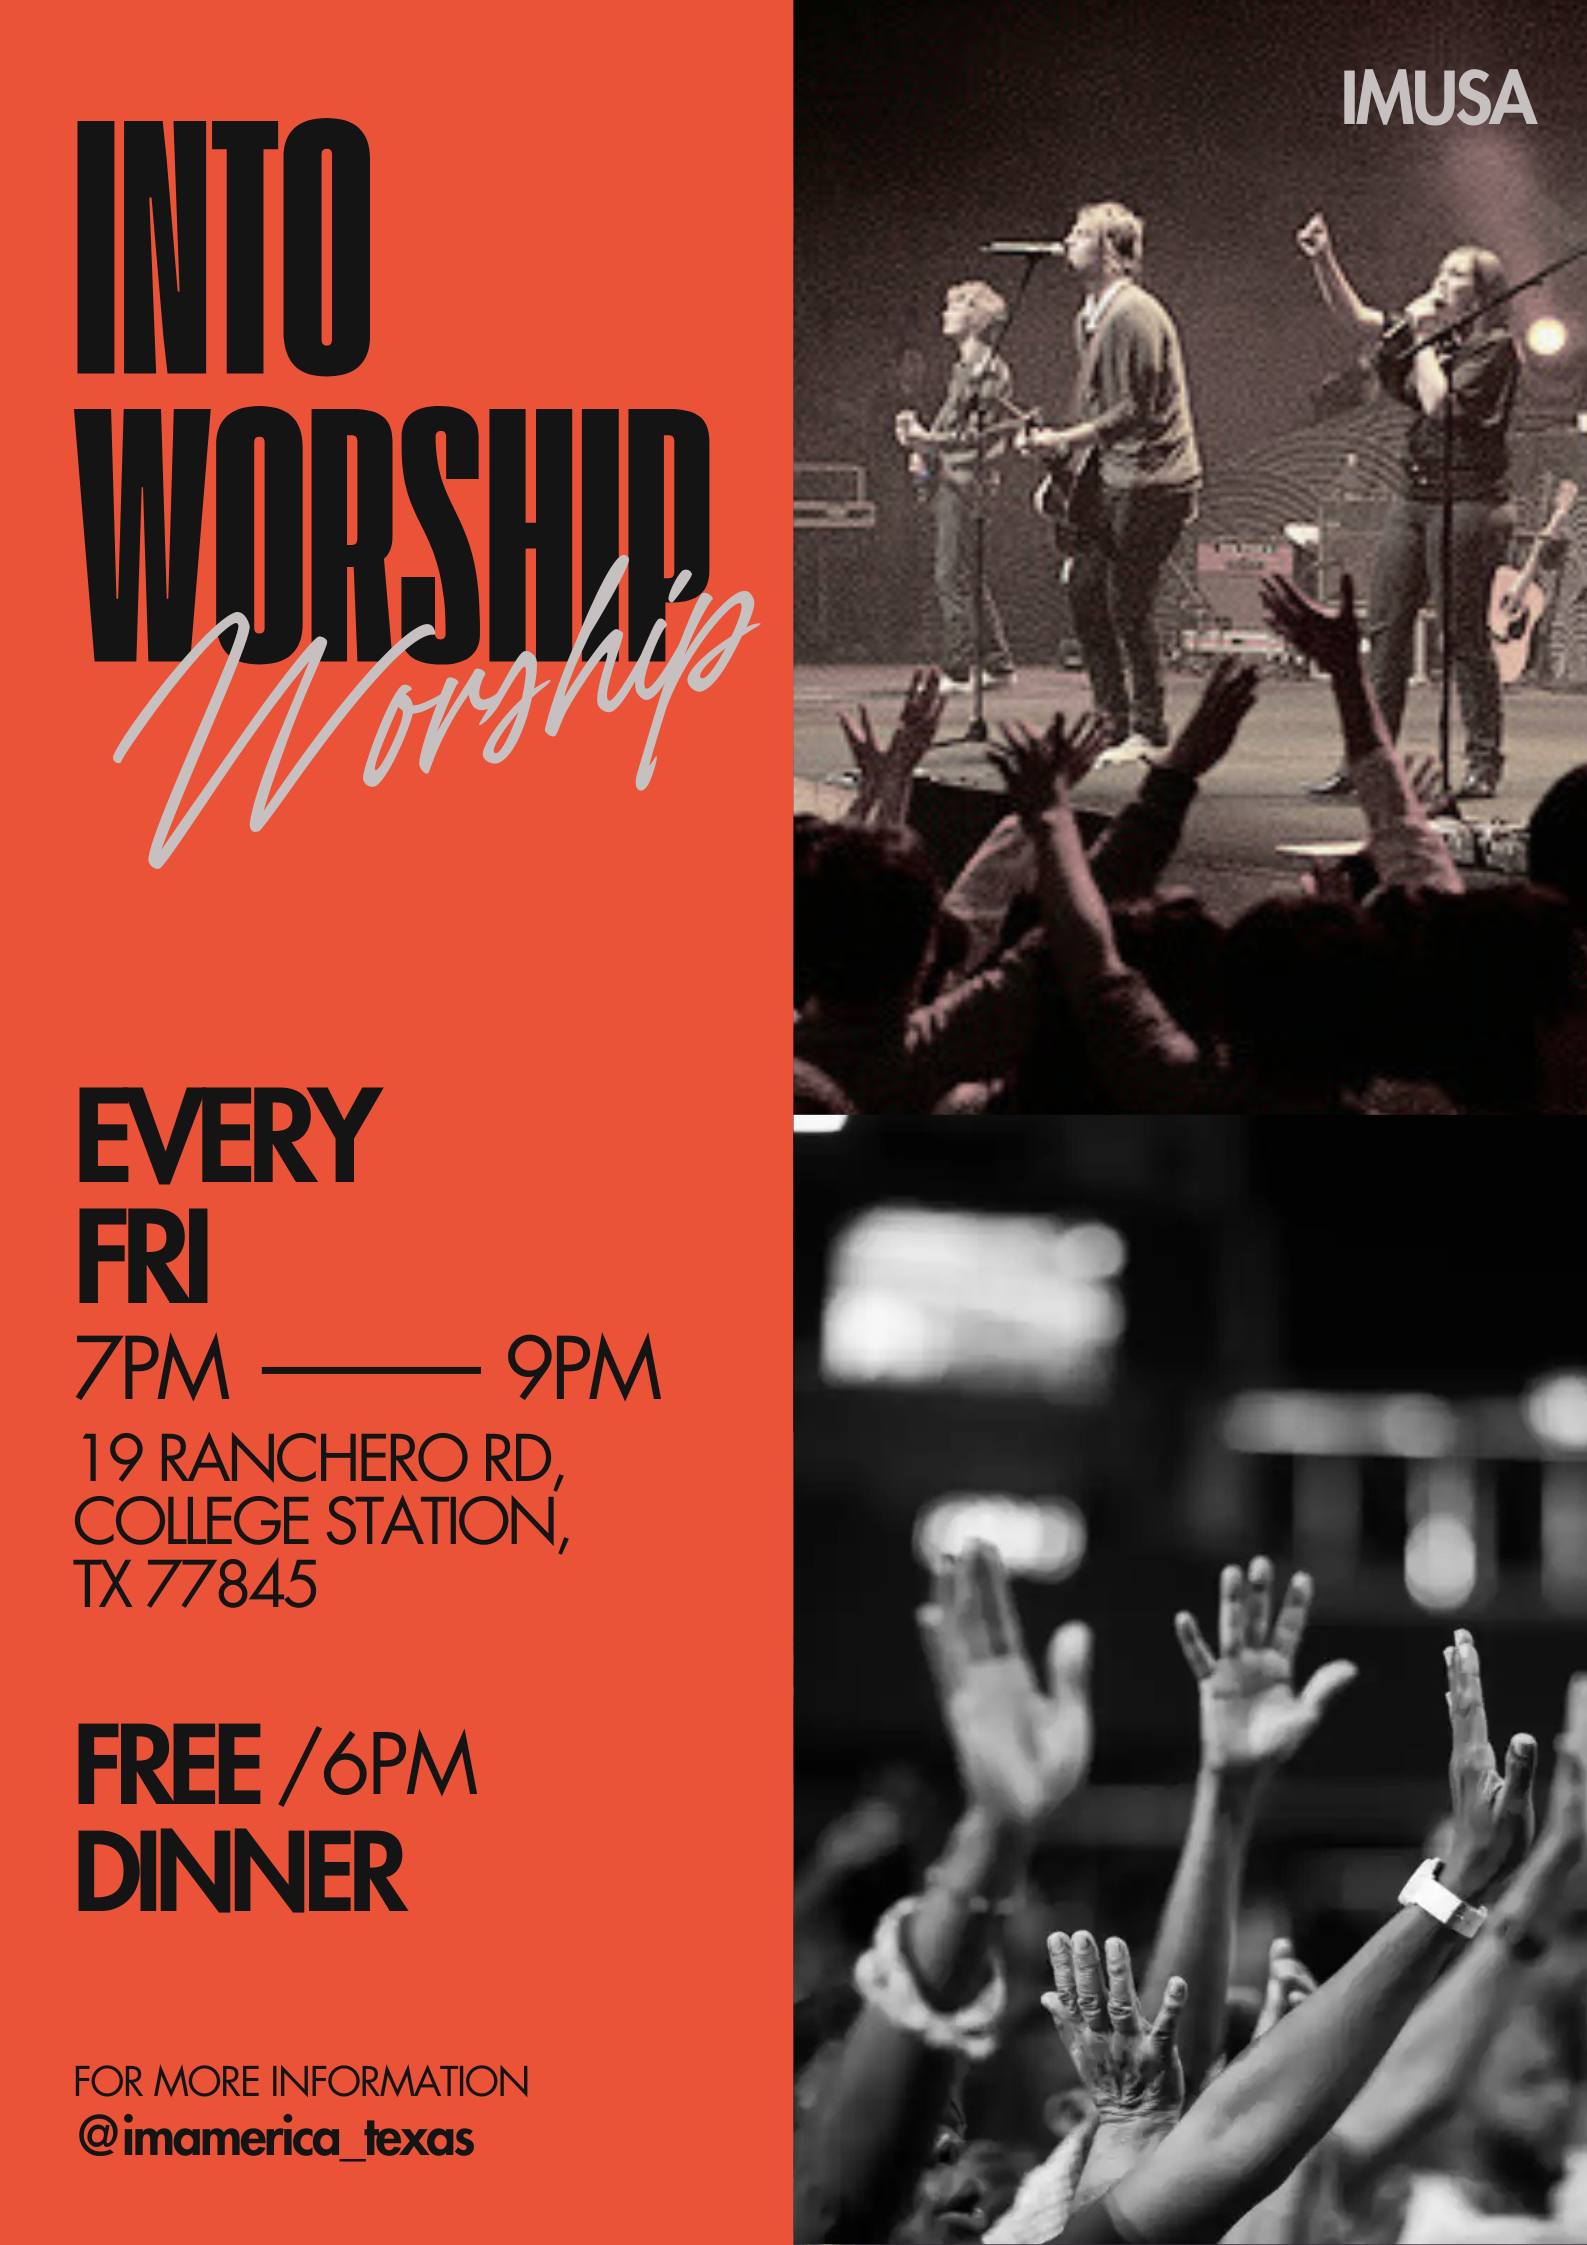 IMUSA
INTO
WORSHIP
Worship
EVERY
FRI
7PM — 9PM
19 RANCHERO RD,
COLLEGE STATION,
TX 77845
FREE /6PM
DINNER
FOR MORE INFORMATION
@imamerica_texas